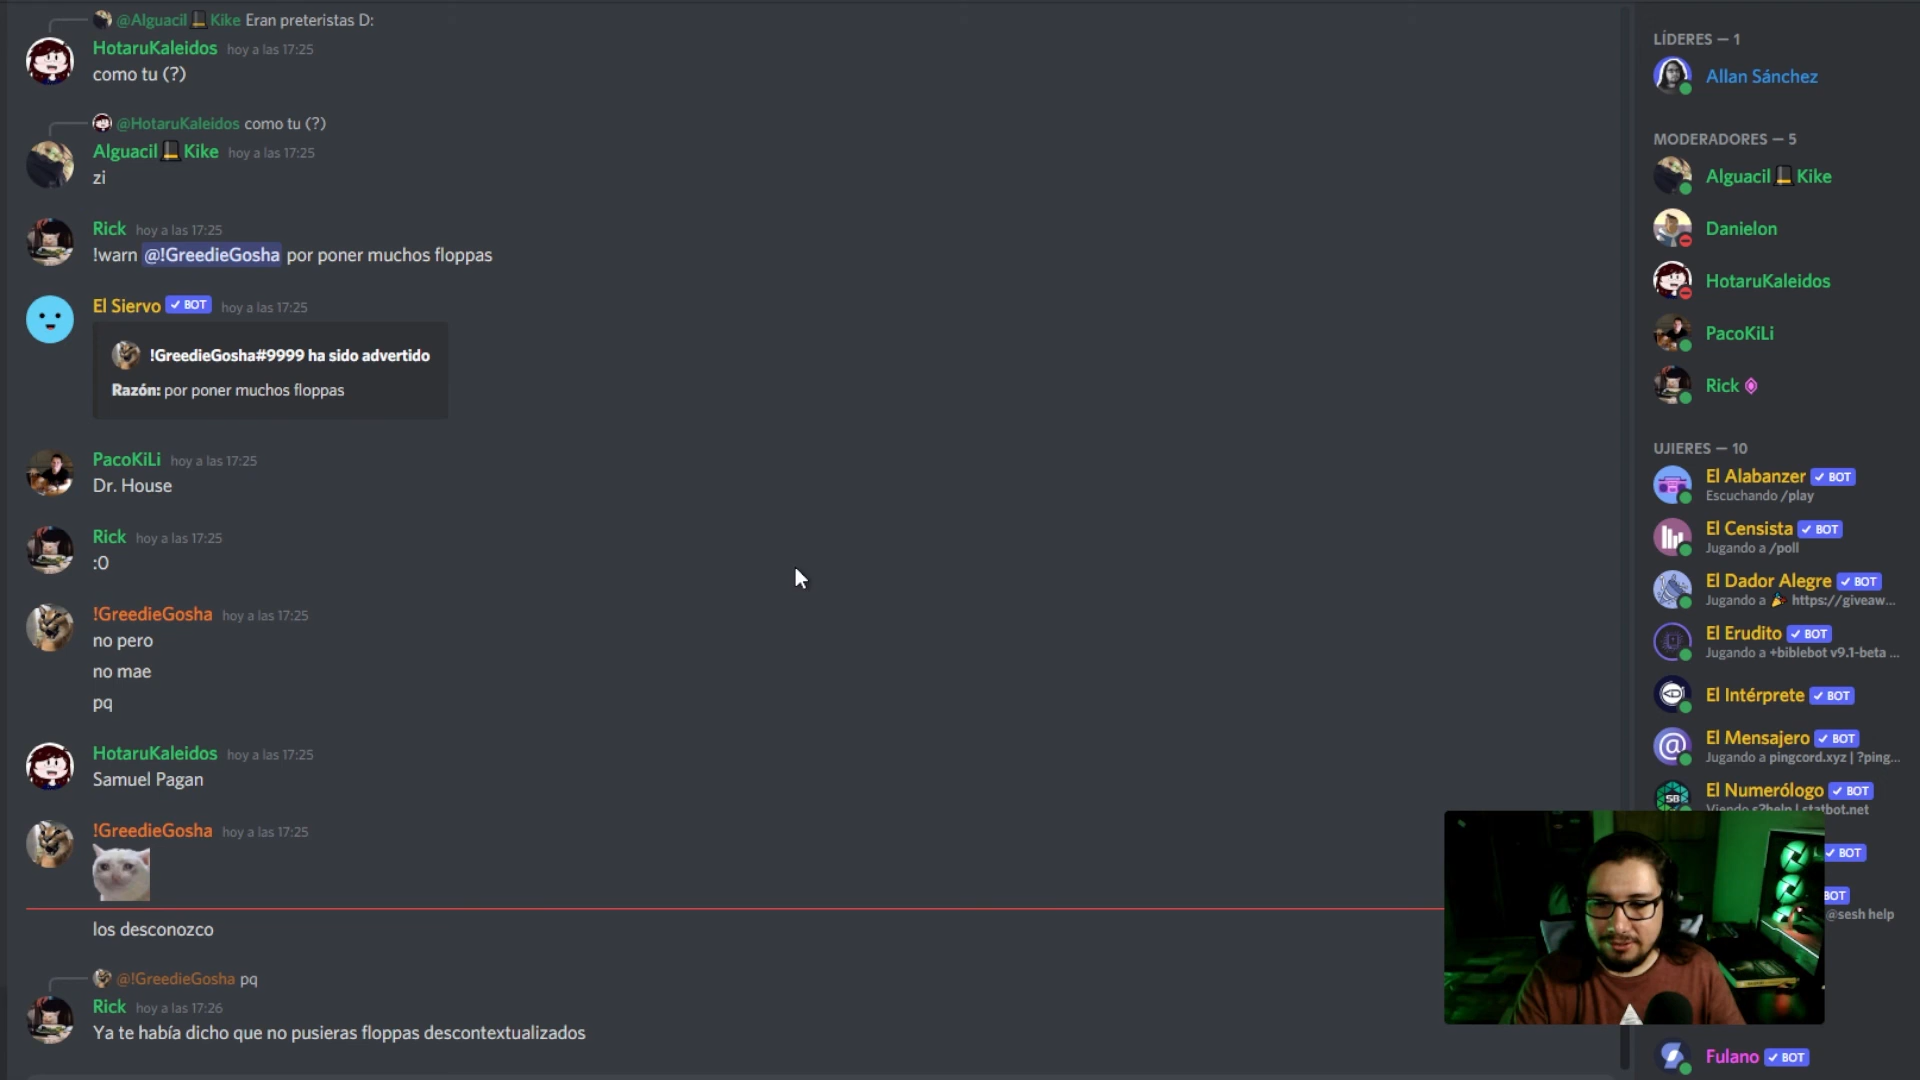 @Alguacil Kike Eran preteristas D:
HotaruKaleidos hoy a las 17:25
como tu (?)
@HotaruKaleidos como tu (?)
Alguacil Kike hoy a las 17:25
zi
Rick hoy a las 17:25
!warn @!GreedieGosha por poner muchos floppas
El Siervo BOT hoy a las 17:25
!GreedieGosha#9999 ha sido advertido
Razón: por poner muchos floppas
PacoKiLi hoy a las 17:25
Dr. House
Rick hoy a las 17:25
:0
!GreedieGosha hoy a las 17:25
no pero
no mae
pq
HotaruKaleidos hoy a las 17:25
Samuel Pagan
!GreedieGosha hoy a las 17:25
los desconozco
@!GreedieGosha pq
Rick hoy a las 17:26
Ya te había dicho que no pusieras floppas descontextualizados
LÍDERES — 1
Allan Sánchez
MODERADORES — 5
Alguacil Kike
Danielon
HotaruKaleidos
PacoKiLi
Rick
UJIERES — 10
El Alabanzer BOT
Escuchando /play
El Censista BOT
Jugando a /poll
El Dador Alegre BOT
Jugando a https://giveaw...
El Erudito BOT
Jugando a +biblebot v9.1-beta ...
El Intérprete BOT
El Mensajero BOT
Jugando a pingcord.xyz | ?ping...
SB
El Numerólogo BOT
Viendo s?help | statbot.net
BOT
BOT
@sesh help
Fulano BOT